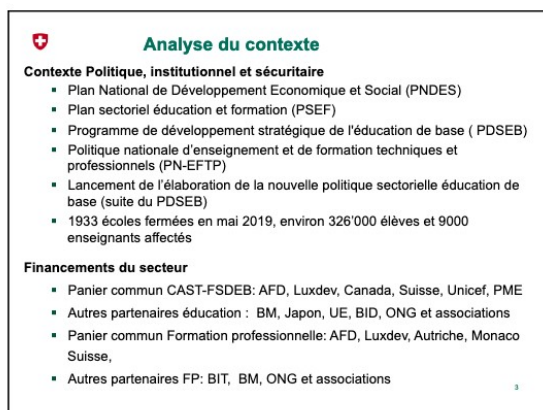 Analyse du contexte
Contexte Politique, institutionnel et sécuritaire
▪ Plan National de Développement Economique et Social (PNDES)
▪ Plan sectoriel éducation et formation (PSEF)
▪ Programme de développement stratégique de l'éducation de base ( PDSEB)
▪ Politique nationale d'enseignement et de formation techniques et
professionnels (PN-EFTP)
▪ Lancement de l'élaboration de la nouvelle politique sectorielle éducation de
base (suite du PDSEB)
▪ 1933 écoles fermées en mai 2019, environ 326'000 élèves et 9000
enseignants affectés
Financements du secteur
▪ Panier commun CAST-FSDEB: AFD, Luxdev, Canada, Suisse, Unicef, PME
▪ Autres partenaires éducation : BM, Japon, UE, BID, ONG et associations
▪ Panier commun Formation professionnelle: AFD, Luxdev, Autriche, Monaco
Suisse,
▪ Autres partenaires FP: BIT, BM, ONG et associations
3